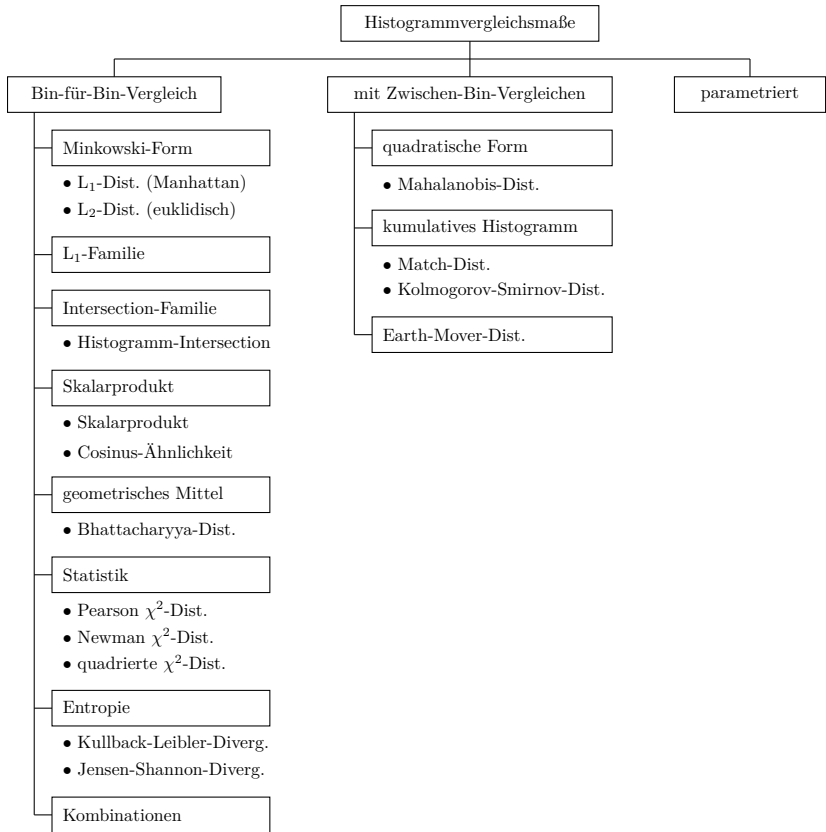 Histogrammvergleichsmaße
Bin-für-Bin-Vergleich
mit Zwischen-Bin-Vergleichen
parametriert
Minkowski-Form
• L₁-Dist. (Manhattan)
• L₂-Dist. (euklidisch)
L₁-Familie
Intersection-Familie
• Histogramm-Intersection
Skalarprodukt
• Skalarprodukt
• Cosinus-Ähnlichkeit
geometrisches Mittel
• Bhattacharyya-Dist.
Statistik
• Pearson χ²-Dist.
• Newman χ²-Dist.
• quadrierte χ²-Dist.
Entropie
• Kullback-Leibler-Diverg.
• Jensen-Shannon-Diverg.
Kombinationen
quadratische Form
• Mahalanobis-Dist.
kumulatives Histogramm
• Match-Dist.
• Kolmogorov-Smirnov-Dist.
Earth-Mover-Dist.